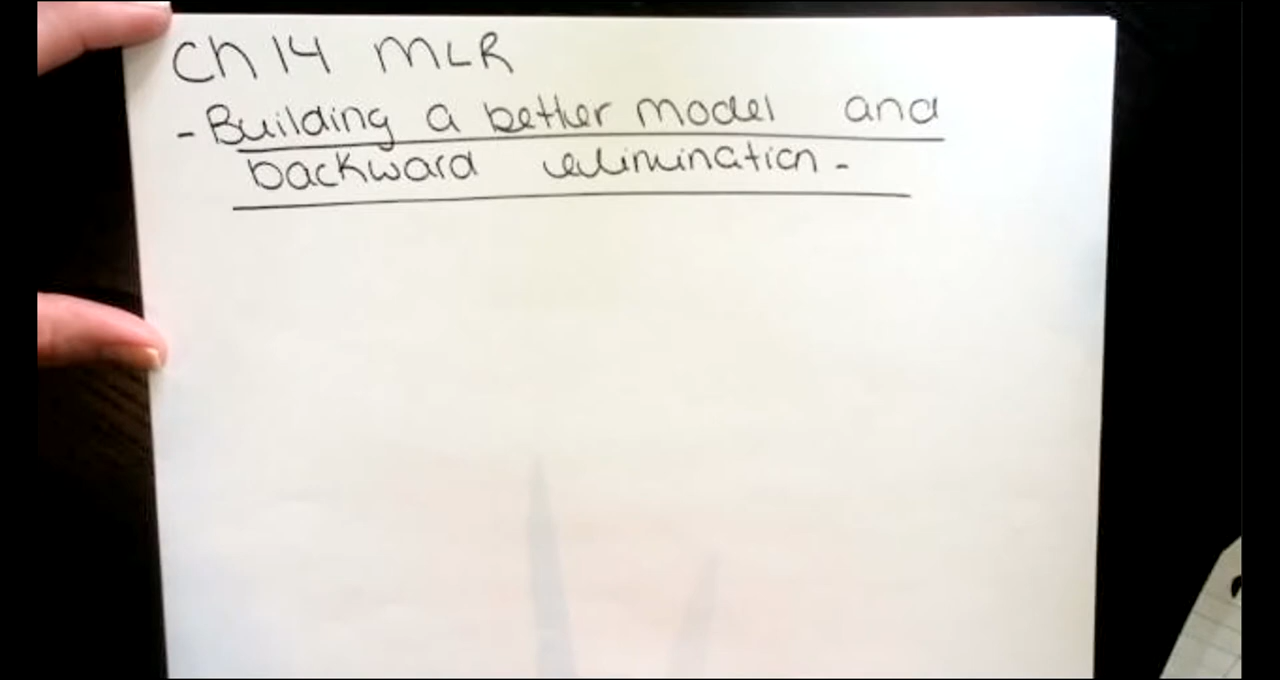 Ch 14 MLR
- Building a better model and
backward elimination -